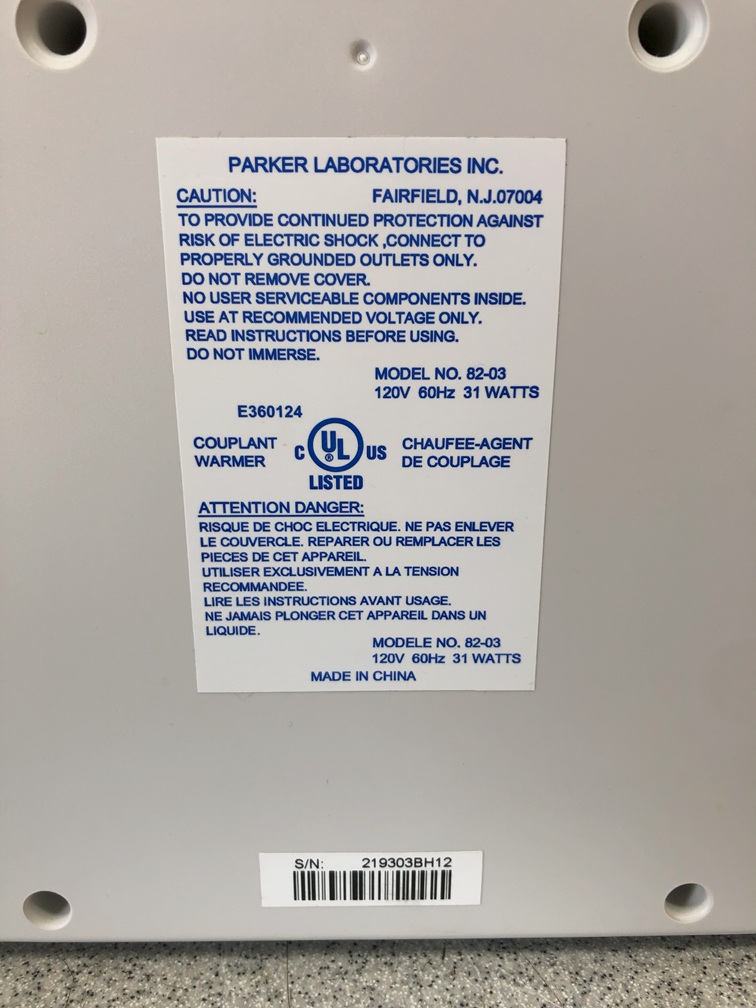 PARKER LABORATORIES INC.
CAUTION: FAIRFIELD, N.J.07004
TO PROVIDE CONTINUED PROTECTION AGAINST
RISK OF ELECTRIC SHOCK ,CONNECT TO
PROPERLY GROUNDED OUTLETS ONLY.
DO NOT REMOVE COVER.
NO USER SERVICEABLE COMPONENTS INSIDE.
USE AT RECOMMENDED VOLTAGE ONLY.
READ INSTRUCTIONS BEFORE USING.
DO NOT IMMERSE.
MODEL NO. 82-03
120V 60Hz 31 WATTS
E360124
COUPLANT WARMER
C UL ® US
LISTED
CHAUFEE-AGENT
DE COUPLAGE
ATTENTION DANGER:
RISQUE DE CHOC ELECTRIQUE. NE PAS ENLEVER
LE COUVERCLE. REPARER OU REMPLACER LES
PIECES DE CET APPAREIL.
UTILISER EXCLUSIVEMENT A LA TENSION
RECOMMANDEE.
LIRE LES INSTRUCTIONS AVANT USAGE.
NE JAMAIS PLONGER CET APPAREIL DANS UN
LIQUIDE.
MODELE NO. 82-03
120V 60Hz 31 WATTS
MADE IN CHINA
S/N: 219303BH12